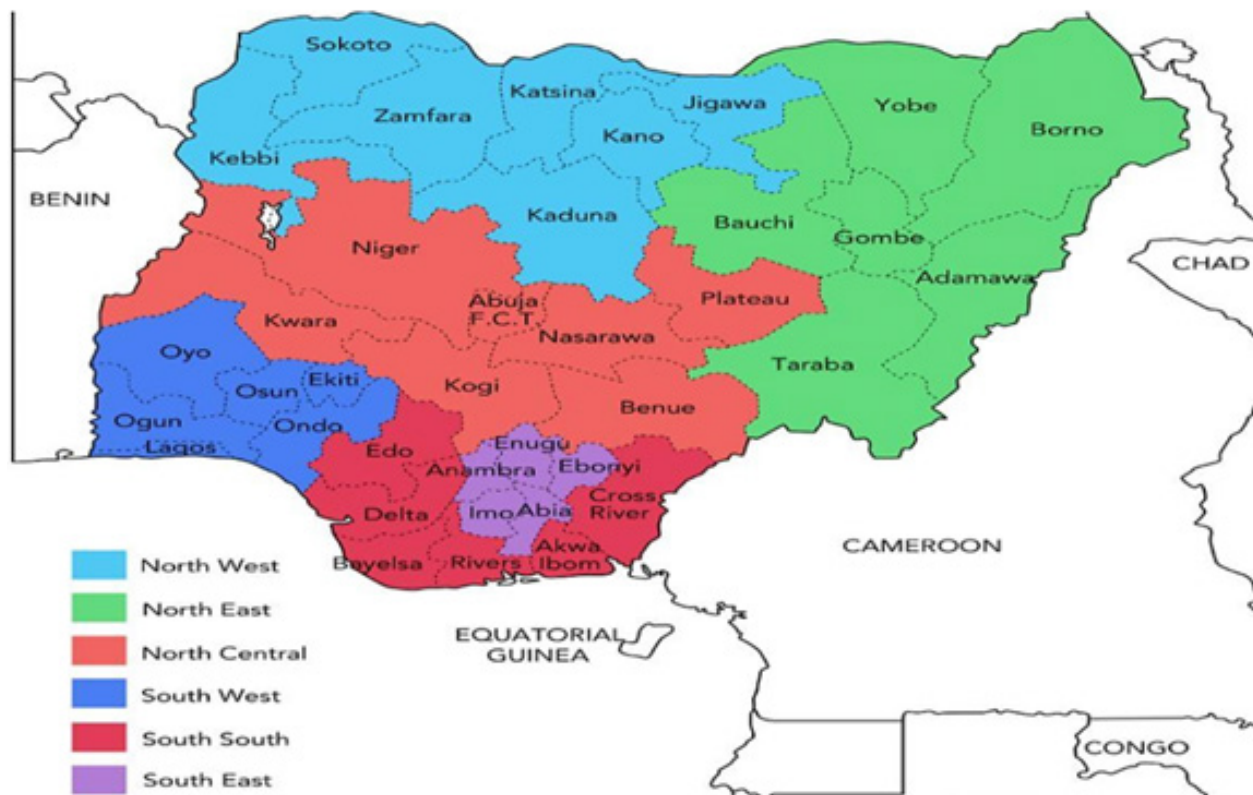 Sokoto
Katsina
Jigawa
Yobe
Zamfara
Kano
Borno
Kebbi
BENIN
Kaduna
Bauchi
Gombe
Niger
CHAD
Adamawa
Abuja
F.C.T.
Plateau
Kwara
Nasarawa
Oyo
Taraba
Ekiti
Osun
Kogi
Benue
Ogun
Ondo
Lagos
Edo
Enugu
Anambra
Ebonyi
Cross
River
Imo
Abia
Delta
Akwa
Ibom
Bayelsa
Rivers
CAMEROON
EQUATORIAL
GUINEA
CONGO
North West
North East
North Central
South West
South South
South East